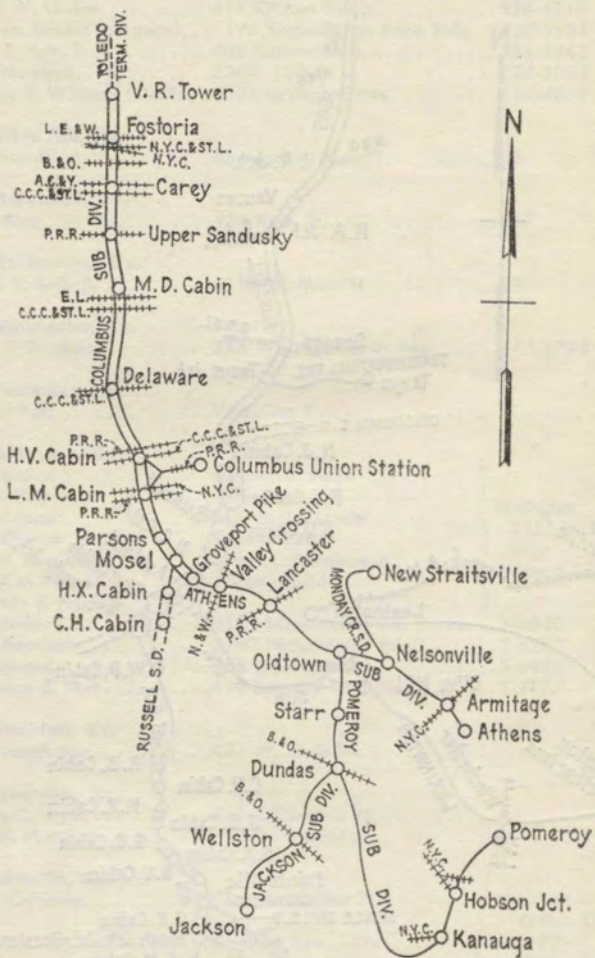 TOLEDO
TERM. DIV.
V. R. Tower
L.E.&W.
Fostoria
N.Y.C.&ST.L.
N.Y.C.
B.&O.
A.C.&Y.
Carey
C.C.C.&ST.L.
P.R.R.
Upper Sandusky
N
COLUMBUS SUB DIV.
M.D. Cabin
E.L.
C.C.C.&ST.L.
Delaware
C.C.C.&ST.L.
P.R.R.
C.C.C.&ST.L.
H.V. Cabin
P.R.R.
Columbus Union Station
L.M. Cabin
N.Y.C.
P.R.R.
Parsons
Mosel
Groveport Pike
Valley Crossing
Lancaster
H.X. Cabin
C.H. Cabin
RUSSELL S.D.
ATHENS SUB DIV.
N.&W.
P.R.R.
MONDAY CR. S.D.
New Straitsville
Oldtown
Nelsonville
Armitage
N.Y.C.
Athens
Starr
POMEROY SUB DIV.
B.&O.
Dundas
B.&O.
Wellston
JACKSON SUB DIV.
Jackson
Pomeroy
N.Y.C.
Hobson Jct.
N.Y.C.
Kanauga